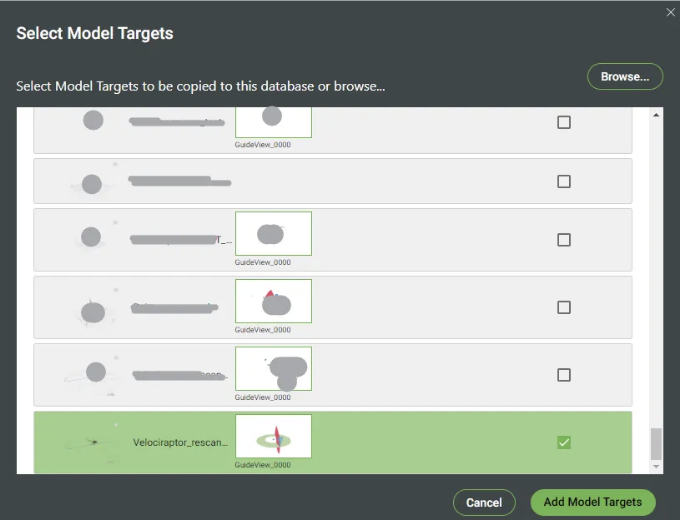 Select Model Targets
Select Model Targets to be copied to this database or browse...
Browse...
GuideView_0000
GuideView_0000
GuideView_0000
GuideView_0000
Velociraptor_rescan...
GuideView_0000
Cancel
Add Model Targets